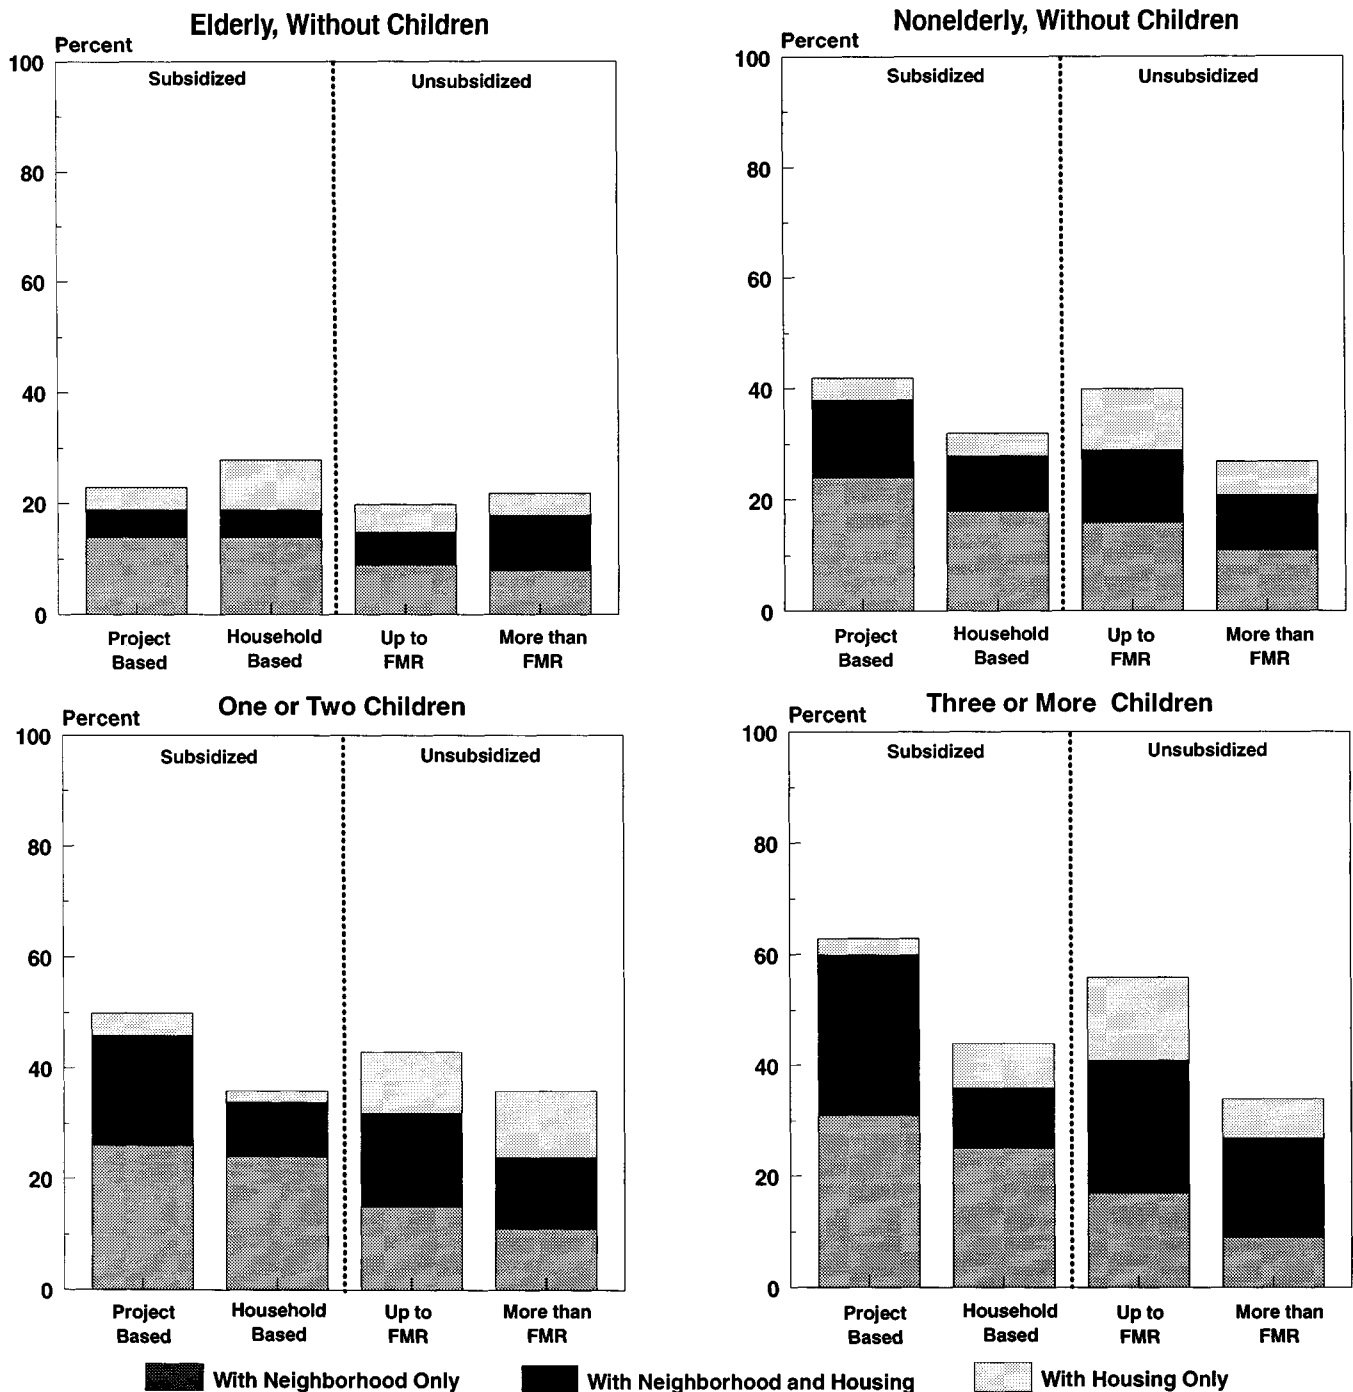 Elderly, Without Children
Percent
100
80
60
40
20
0
Subsidized
Unsubsidized
Project
Based
Household
Based
Up to
FMR
More than
FMR
Nonelderly, Without Children
Percent
100
80
60
40
20
0
Subsidized
Unsubsidized
Project
Based
Household
Based
Up to
FMR
More than
FMR
One or Two Children
Percent
100
80
60
40
20
0
Subsidized
Unsubsidized
Project
Based
Household
Based
Up to
FMR
More than
FMR
Three or More Children
Percent
100
80
60
40
20
0
Subsidized
Unsubsidized
Project
Based
Household
Based
Up to
FMR
More than
FMR
With Neighborhood Only
With Neighborhood and Housing
With Housing Only